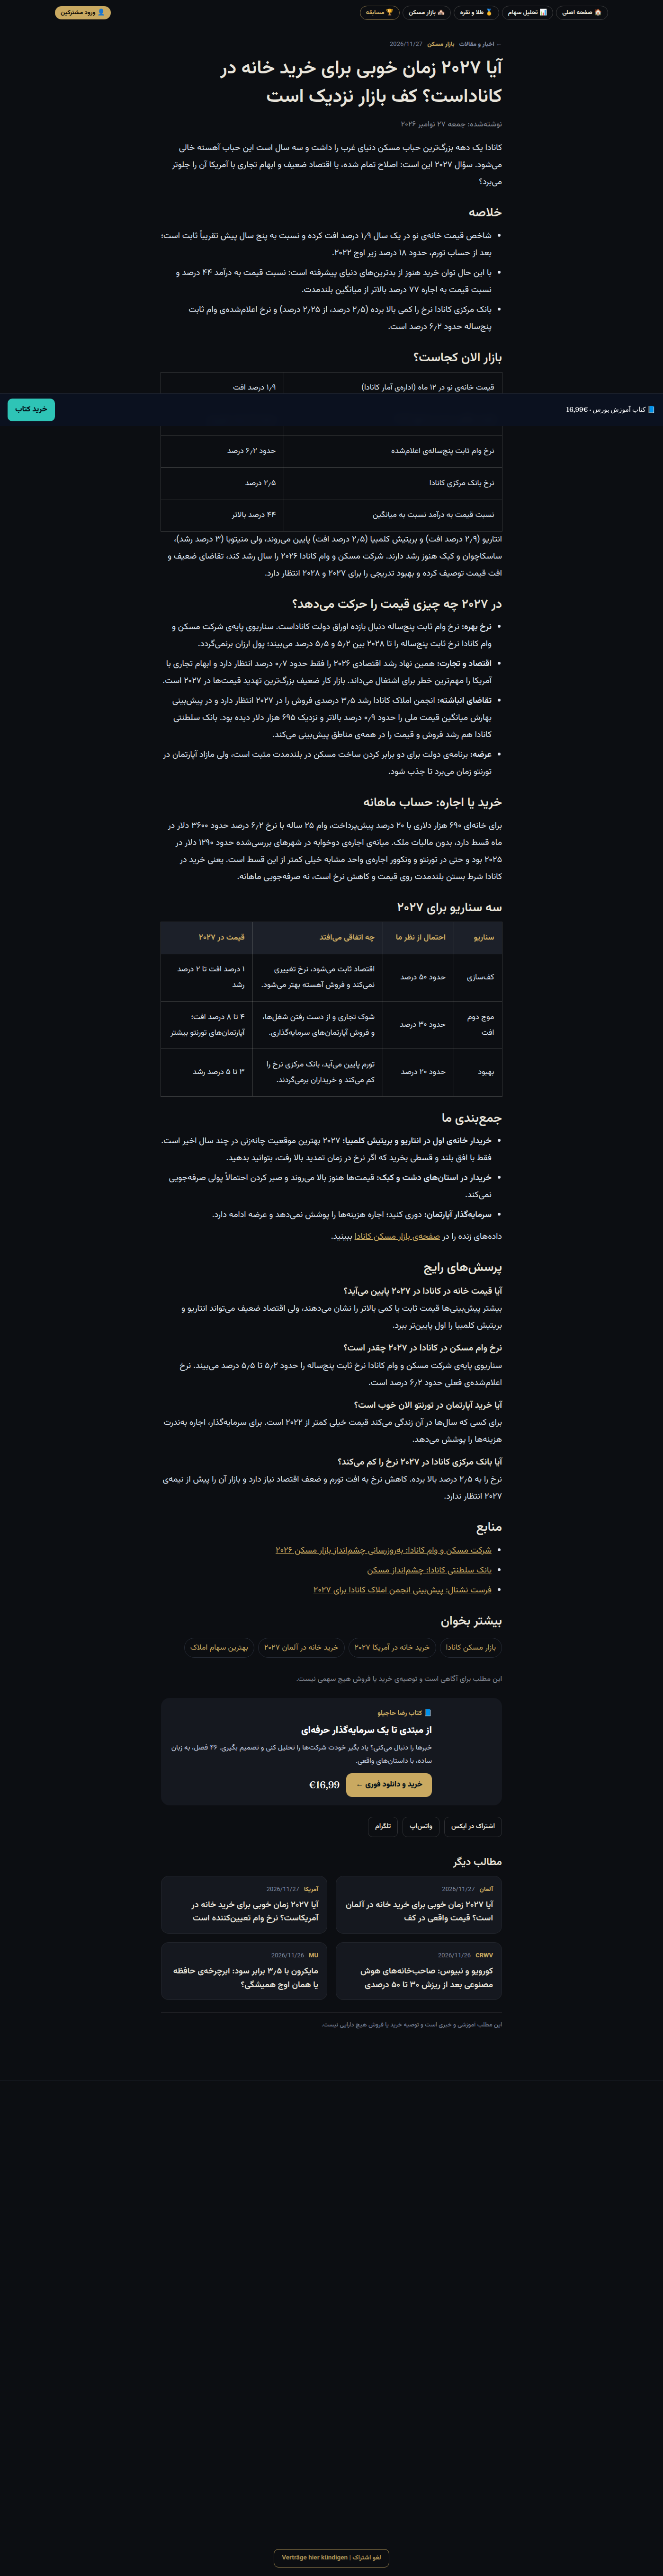 🏠 صفحه اصلی
📊 تحلیل سهام
🥇 طلا و نقره
🏘️ بازار مسکن
🏆 مسابقه
👤 ورود مشترکین
← اخبار و مقالات بازار مسکن 2026/11/27
آیا ۲۰۲۷ زمان خوبی برای خرید خانه در
کاناداست؟ کف بازار نزدیک است
نوشته‌شده: جمعه ۲۷ نوامبر ۲۰۲۶
کانادا یک دهه بزرگ‌ترین حباب مسکن دنیای غرب را داشت و سه سال است این حباب آهسته خالی
می‌شود. سؤال ۲۰۲۷ این است: اصلاح تمام شده، یا اقتصاد ضعیف و ابهام تجاری با آمریکا آن را جلوتر
می‌برد؟
خلاصه
• شاخص قیمت خانه‌ی نو در یک سال ۱٫۹ درصد افت کرده و نسبت به پنج سال پیش تقریباً ثابت است؛
بعد از حساب تورم، حدود ۱۸ درصد زیر اوج ۲۰۲۲.
• با این حال توان خرید هنوز از بدترین‌های دنیای پیشرفته است: نسبت قیمت به درآمد ۴۴ درصد و
نسبت قیمت به اجاره ۷۷ درصد بالاتر از میانگین بلندمدت.
• بانک مرکزی کانادا نرخ را کمی بالا برده (۲٫۵ درصد، از ۲٫۲۵ درصد) و نرخ اعلام‌شده‌ی وام ثابت
پنج‌ساله حدود ۶٫۲ درصد است.
بازار الان کجاست؟
قیمت خانه‌ی نو در ۱۲ ماه (اداره‌ی آمار کانادا) ۱٫۹ درصد افت
📘 کتاب آموزش بورس · 16,99€
خرید کتاب
نرخ وام ثابت پنج‌ساله‌ی اعلام‌شده حدود ۶٫۲ درصد
نرخ بانک مرکزی کانادا ۲٫۵ درصد
نسبت قیمت به درآمد نسبت به میانگین ۴۴ درصد بالاتر
انتاریو (۲٫۹ درصد افت) و بریتیش کلمبیا (۲٫۵ درصد افت) پایین می‌روند، ولی منیتوبا (۳ درصد رشد)،
ساسکاچوان و کبک هنوز رشد دارند. شرکت مسکن و وام کانادا ۲۰۲۶ را سال رشد کند، تقاضای ضعیف و
افت قیمت توصیف کرده و بهبود تدریجی را برای ۲۰۲۷ و ۲۰۲۸ انتظار دارد.
در ۲۰۲۷ چه چیزی قیمت را حرکت می‌دهد؟
• نرخ بهره: نرخ وام ثابت پنج‌ساله دنبال بازده اوراق دولت کاناداست. سناریوی پایه‌ی شرکت مسکن و
وام کانادا نرخ ثابت پنج‌ساله را تا ۲۰۲۸ بین ۵٫۲ و ۵٫۵ درصد می‌بیند؛ پول ارزان برنمی‌گردد.
• اقتصاد و تجارت: همین نهاد رشد اقتصادی ۲۰۲۶ را فقط حدود ۰٫۷ درصد انتظار دارد و ابهام تجاری با
آمریکا را مهم‌ترین خطر برای اشتغال می‌داند. بازار کار ضعیف بزرگ‌ترین تهدید قیمت‌ها در ۲۰۲۷ است.
• تقاضای انباشته: انجمن املاک کانادا رشد ۳٫۵ درصدی فروش را در ۲۰۲۷ انتظار دارد و در پیش‌بینی
بهارش میانگین قیمت ملی را حدود ۰٫۹ درصد بالاتر و نزدیک ۶۹۵ هزار دلار دیده بود. بانک سلطنتی
کانادا هم رشد فروش و قیمت را در همه‌ی مناطق پیش‌بینی می‌کند.
• عرضه: برنامه‌ی دولت برای دو برابر کردن ساخت مسکن در بلندمدت مثبت است، ولی مازاد آپارتمان در
تورنتو زمان می‌برد تا جذب شود.
خرید یا اجاره: حساب ماهانه
برای خانه‌ای ۶۹۰ هزار دلاری با ۲۰ درصد پیش‌پرداخت، وام ۲۵ ساله با نرخ ۶٫۲ درصد حدود ۳۶۰۰ دلار در
ماه قسط دارد، بدون مالیات ملک. میانه‌ی اجاره‌ی دوخوابه در شهرهای بررسی‌شده حدود ۱۲۹۰ دلار در
۲۰۲۵ بود و حتی در تورنتو و ونکوور اجاره‌ی واحد مشابه خیلی کمتر از این قسط است. یعنی خرید در
کانادا شرط بستن بلندمدت روی قیمت و کاهش نرخ است، نه صرفه‌جویی ماهانه.
سه سناریو برای ۲۰۲۷
سناریو احتمال از نظر ما چه اتفاقی می‌افتد قیمت در ۲۰۲۷
کف‌سازی حدود ۵۰ درصد اقتصاد ثابت می‌شود، نرخ تغییری
نمی‌کند و فروش آهسته بهتر می‌شود. ۱ درصد افت تا ۲ درصد
رشد
موج دوم
افت حدود ۳۰ درصد شوک تجاری و از دست رفتن شغل‌ها،
و فروش آپارتمان‌های سرمایه‌گذاری. ۴ تا ۸ درصد افت؛
آپارتمان‌های تورنتو بیشتر
بهبود حدود ۲۰ درصد تورم پایین می‌آید، بانک مرکزی نرخ را
کم می‌کند و خریداران برمی‌گردند. ۳ تا ۵ درصد رشد
جمع‌بندی ما
• خریدار خانه‌ی اول در انتاریو و بریتیش کلمبیا: ۲۰۲۷ بهترین موقعیت چانه‌زنی در چند سال اخیر است.
فقط با افق بلند و قسطی بخرید که اگر نرخ در زمان تمدید بالا رفت، بتوانید بدهید.
• خریدار در استان‌های دشت و کبک: قیمت‌ها هنوز بالا می‌روند و صبر کردن احتمالاً پولی صرفه‌جویی
نمی‌کند.
• سرمایه‌گذار آپارتمان: دوری کنید؛ اجاره هزینه‌ها را پوشش نمی‌دهد و عرضه ادامه دارد.
داده‌های زنده را در صفحه‌ی بازار مسکن کانادا ببینید.
پرسش‌های رایج
آیا قیمت خانه در کانادا در ۲۰۲۷ پایین می‌آید؟
بیشتر پیش‌بینی‌ها قیمت ثابت یا کمی بالاتر را نشان می‌دهند، ولی اقتصاد ضعیف می‌تواند انتاریو و
بریتیش کلمبیا را اول پایین‌تر ببرد.
نرخ وام مسکن در کانادا در ۲۰۲۷ چقدر است؟
سناریوی پایه‌ی شرکت مسکن و وام کانادا نرخ ثابت پنج‌ساله را حدود ۵٫۲ تا ۵٫۵ درصد می‌بیند. نرخ
اعلام‌شده‌ی فعلی حدود ۶٫۲ درصد است.
آیا خرید آپارتمان در تورنتو الان خوب است؟
برای کسی که سال‌ها در آن زندگی می‌کند قیمت خیلی کمتر از ۲۰۲۲ است. برای سرمایه‌گذار، اجاره به‌ندرت
هزینه‌ها را پوشش می‌دهد.
آیا بانک مرکزی کانادا در ۲۰۲۷ نرخ را کم می‌کند؟
نرخ را به ۲٫۵ درصد بالا برده. کاهش نرخ به افت تورم و ضعف اقتصاد نیاز دارد و بازار آن را پیش از نیمه‌ی
۲۰۲۷ انتظار ندارد.
منابع
• شرکت مسکن و وام کانادا: به‌روزرسانی چشم‌انداز بازار مسکن ۲۰۲۶
• بانک سلطنتی کانادا: چشم‌انداز مسکن
• فرست نشنال: پیش‌بینی انجمن املاک کانادا برای ۲۰۲۷
بیشتر بخوان
بازار مسکن کانادا
خرید خانه در آمریکا ۲۰۲۷
خرید خانه در آلمان ۲۰۲۷
بهترین سهام املاک
این مطلب برای آگاهی است و توصیه‌ی خرید یا فروش هیچ سهمی نیست.
📘 کتاب رضا حاجیلو
از مبتدی تا یک سرمایه‌گذار حرفه‌ای
خبرها را دنبال می‌کنی؟ یاد بگیر خودت شرکت‌ها را تحلیل کنی و تصمیم بگیری. ۴۶ فصل، به زبان
ساده، با داستان‌های واقعی.
خرید و دانلود فوری ←
€16,99
اشتراک در ایکس
واتس‌اپ
تلگرام
مطالب دیگر
آلمان 2026/11/27
آیا ۲۰۲۷ زمان خوبی برای خرید خانه در آلمان
است؟ قیمت واقعی در کف
آمریکا 2026/11/27
آیا ۲۰۲۷ زمان خوبی برای خرید خانه در
آمریکاست؟ نرخ وام تعیین‌کننده است
CRWV 2026/11/26
کورویو و نبیوس: صاحب‌خانه‌های هوش
مصنوعی بعد از ریزش ۳۰ تا ۵۰ درصدی
MU 2026/11/26
مایکرون با ۳٫۵ برابر سود: ابرچرخه‌ی حافظه
یا همان اوج همیشگی؟
این مطلب آموزشی و خبری است و توصیه خرید یا فروش هیچ دارایی نیست.
لغو اشتراک | Verträge hier kündigen